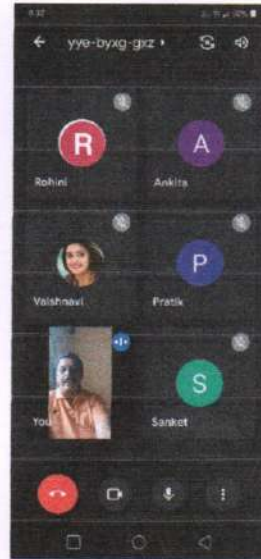 yye-byxg-gxz
R
A
Rohini
Ankita
P
Vaishnavi
Pratik
S
You
Sanket